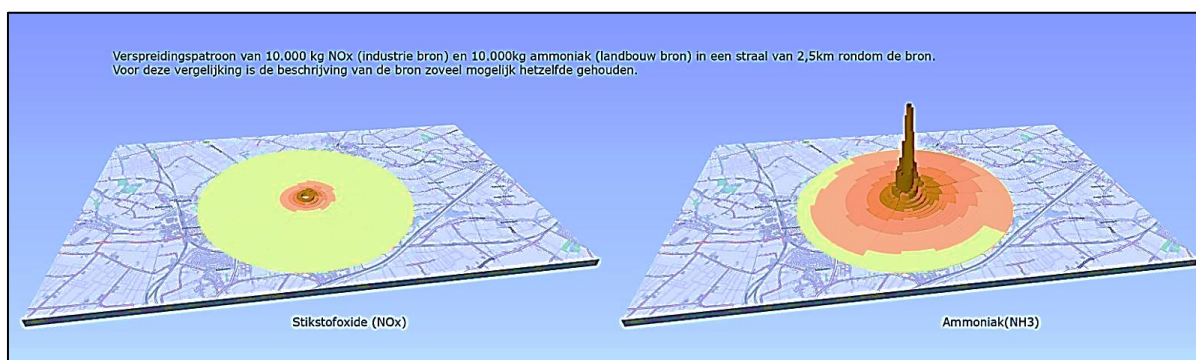 Verspreidingspatroon van 10.000 kg NOx (industrie bron) en 10.000kg ammoniak (landbouw bron) in een straal van 2,5km rondom de bron.
Voor deze vergelijking is de beschrijving van de bron zoveel mogelijk hetzelfde gehouden.
Stikstofoxide (NOx)
Ammoniak(NH3)